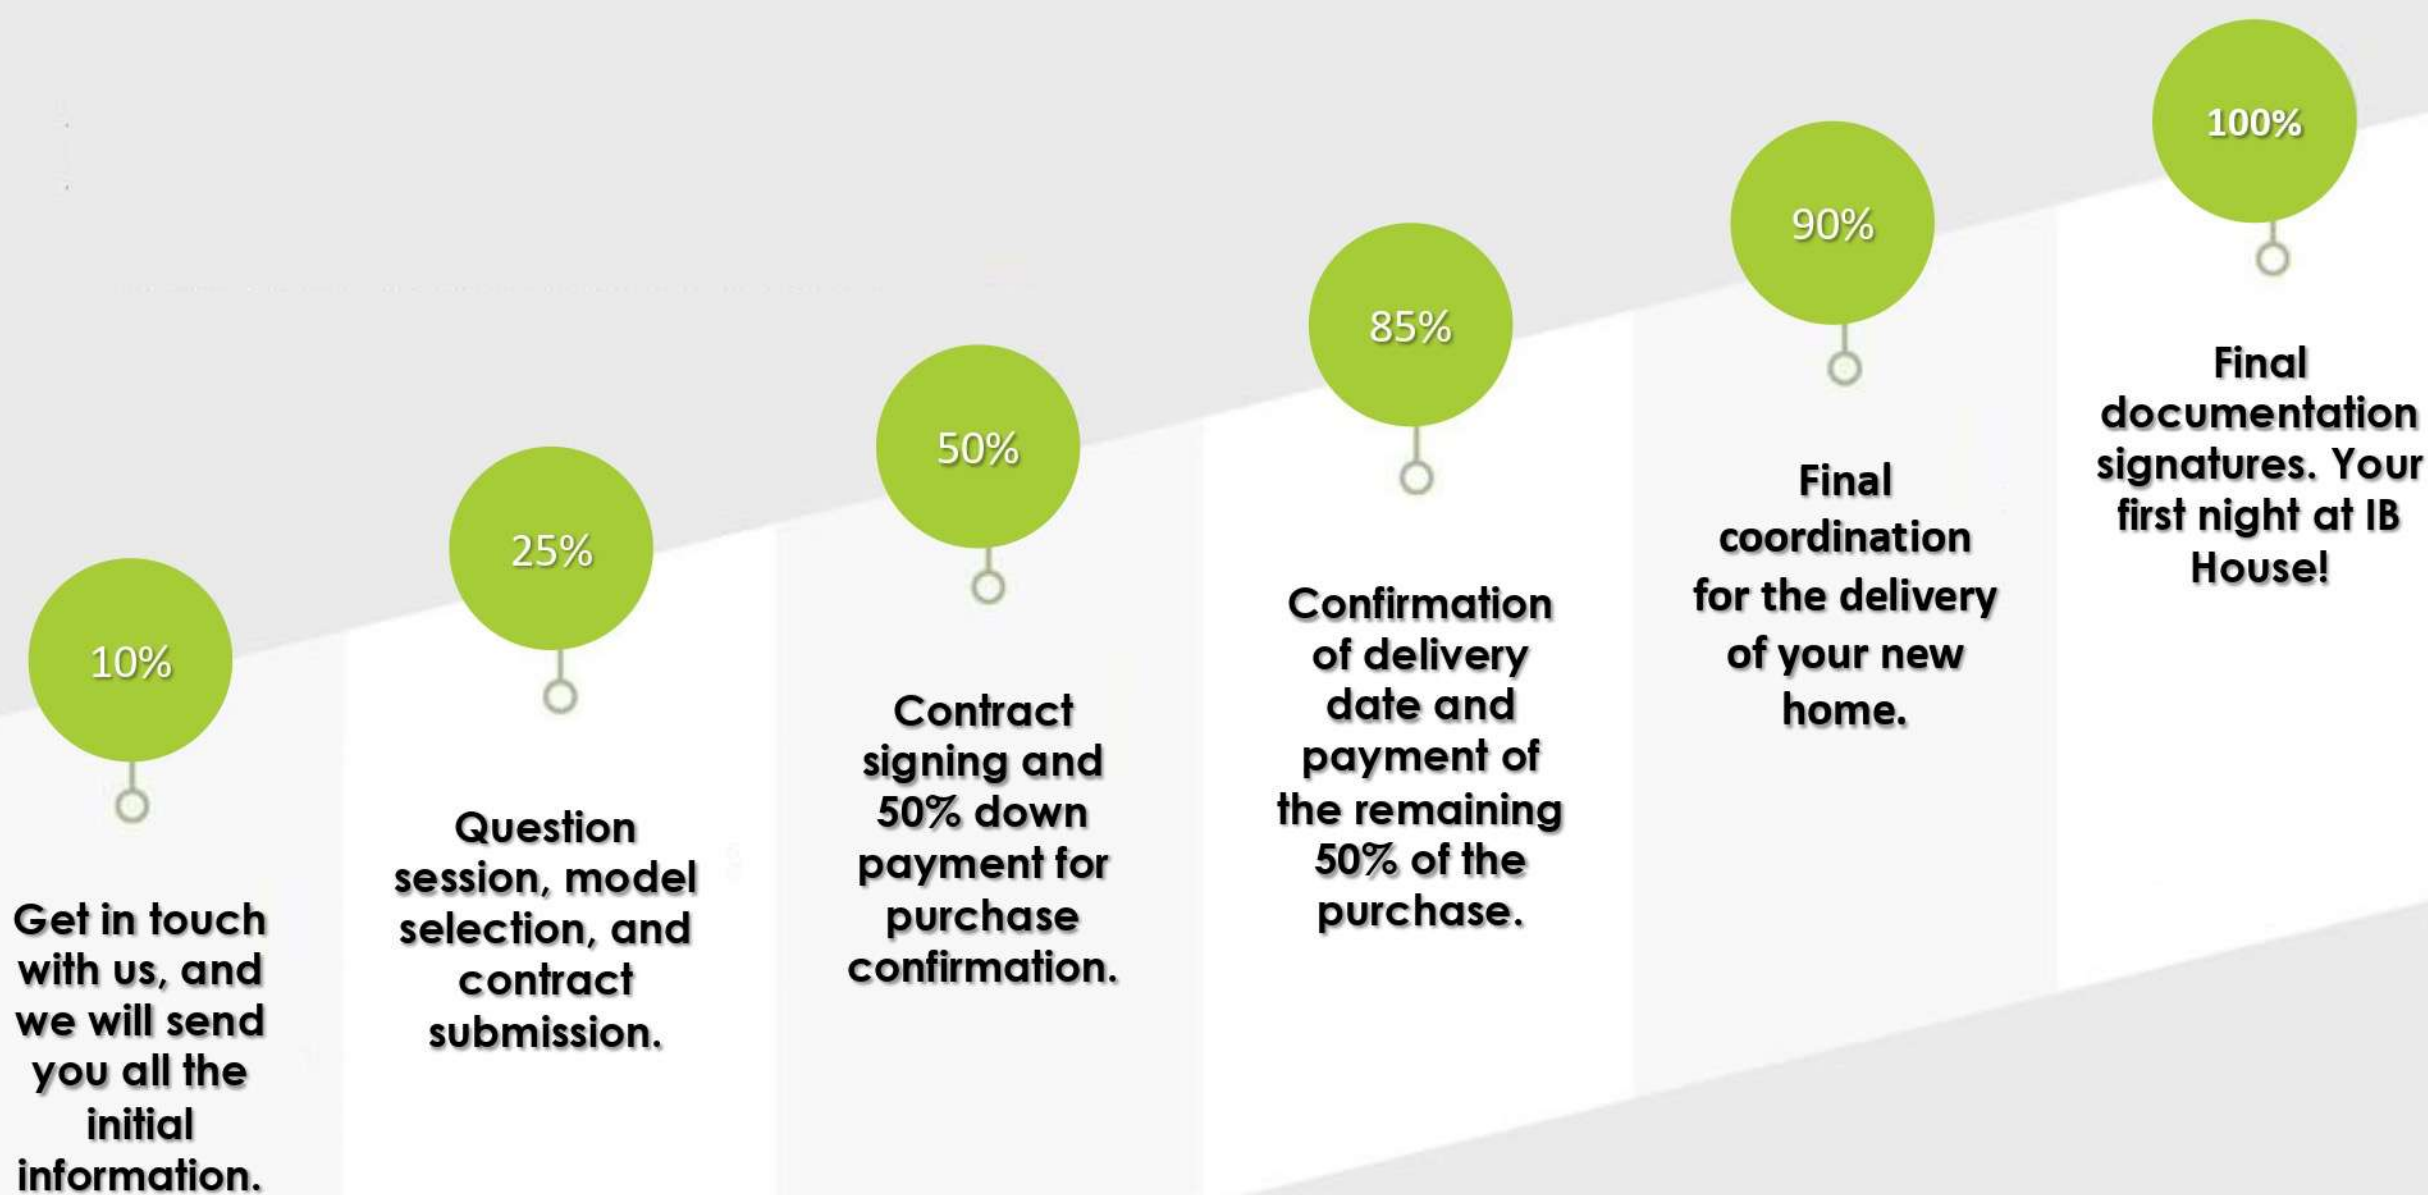 10%
Get in touch
with us, and
we will send
you all the
initial
information.
25%
Question
session, model
selection, and
contract
submission.
50%
Contract
signing and
50% down
payment for
purchase
confirmation.
85%
Confirmation
of delivery
date and
payment of
the remaining
50% of the
purchase.
90%
Final
coordination
for the delivery
of your new
home.
100%
Final
documentation
signatures. Your
first night at IB
House!